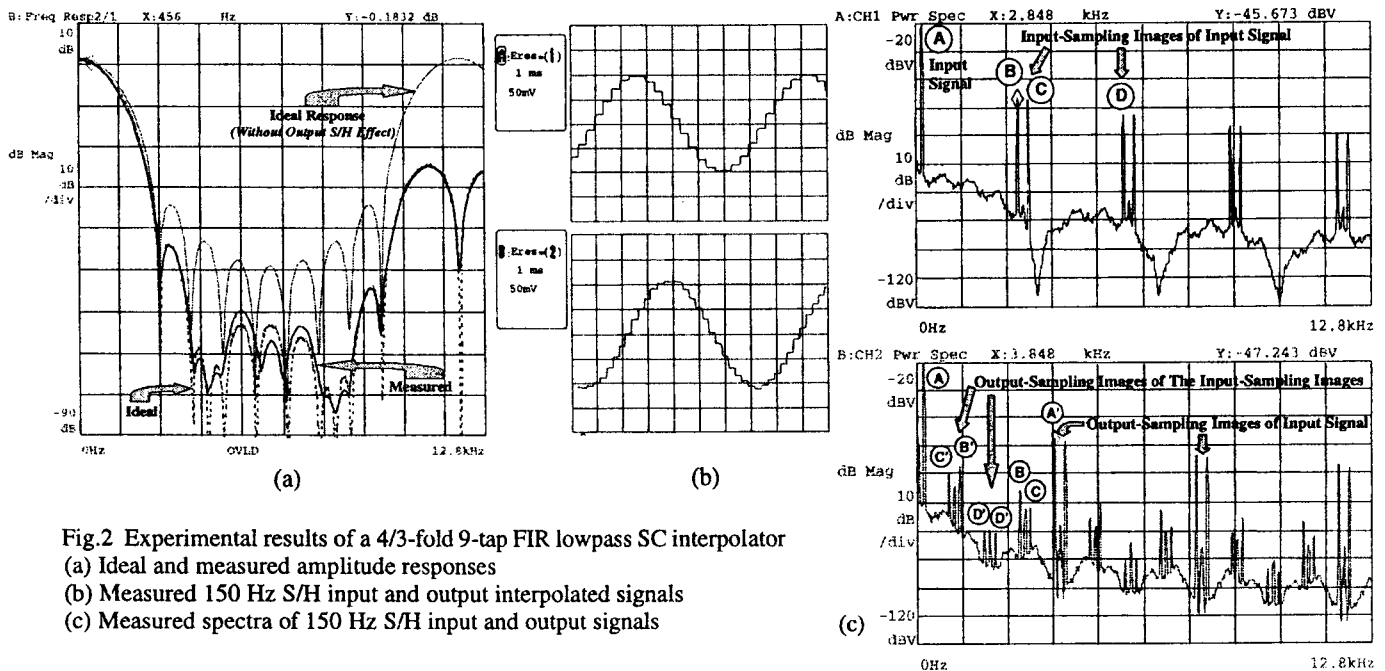 B:Freq Resp2/1 X:456 Hz Y:-0.1832 dB
10
dB
Ideal Response
(Without Output S/H Effect)
dB Mag
10
dB
/div
Ideal
Measured
-90
dB
0Hz OVLD 12.8kHz
(a)
1 ms
50mV
1 ms
50mV
(b)
A:CH1 Pwr Spec X:2.848 kHz Y:-45.673 dBV
-20
dBV
A
Input
Signal
Input-Sampling Images of Input Signal
B
C
D
dB Mag
10
dB
/div
-120
dBV
0Hz 12.8kHz
B:CH2 Pwr Spec X:3.848 kHz Y:-47.243 dBV
-20
dBV
A
Output-Sampling Images of The Input-Sampling Images
A'
Output-Sampling Images of Input Signal
C'
B'
B
C
D'
D'
dB Mag
10
dB
/div
-120
dBV
0Hz 12.8kHz
(c)
Fig.2 Experimental results of a 4/3-fold 9-tap FIR lowpass SC interpolator
(a) Ideal and measured amplitude responses
(b) Measured 150 Hz S/H input and output interpolated signals
(c) Measured spectra of 150 Hz S/H input and output signals